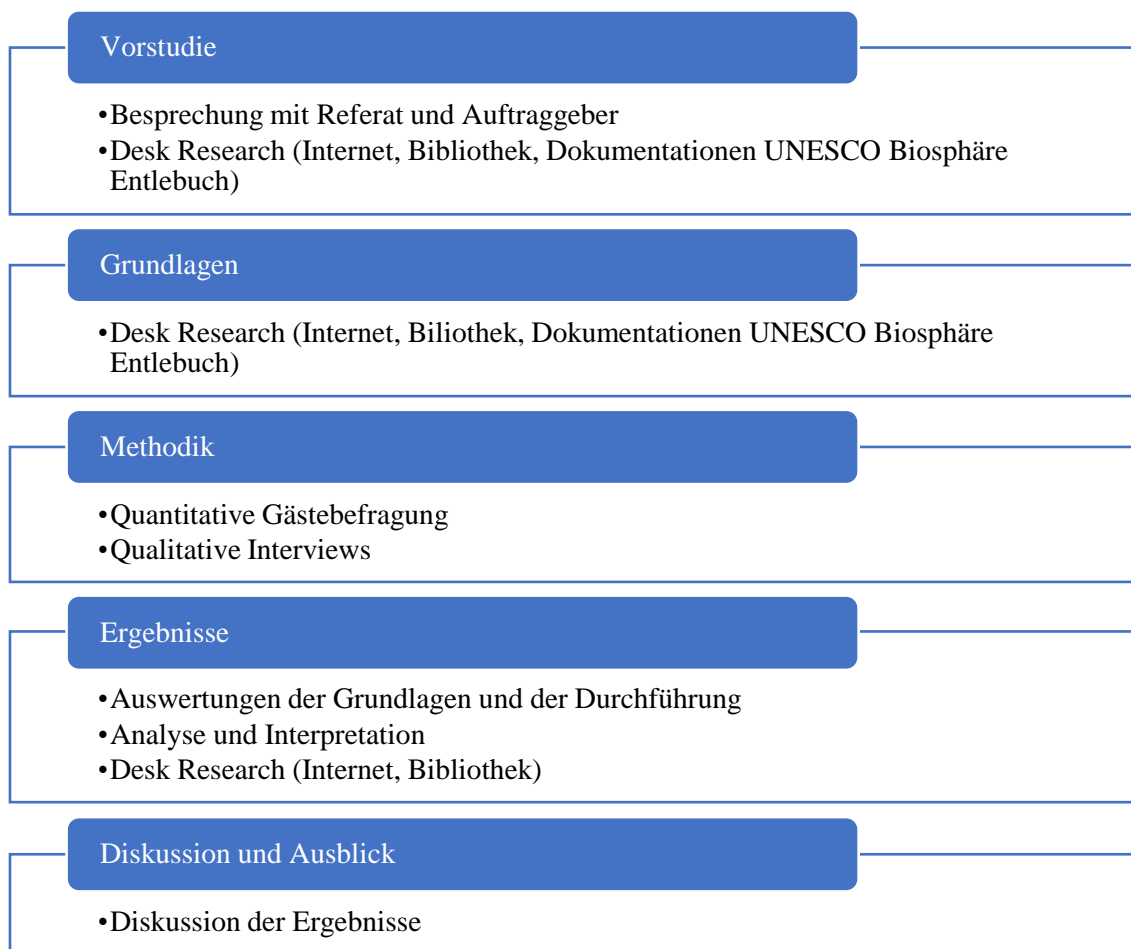 Vorstudie
•Besprechung mit Referat und Auftraggeber
•Desk Research (Internet, Bibliothek, Dokumentationen UNESCO Biosphäre
Entlebuch)
Grundlagen
•Desk Research (Internet, Biliothek, Dokumentationen UNESCO Biosphäre
Entlebuch)
Methodik
•Quantitative Gästebefragung
•Qualitative Interviews
Ergebnisse
•Auswertungen der Grundlagen und der Durchführung
•Analyse und Interpretation
•Desk Research (Internet, Bibliothek)
Diskussion und Ausblick
•Diskussion der Ergebnisse